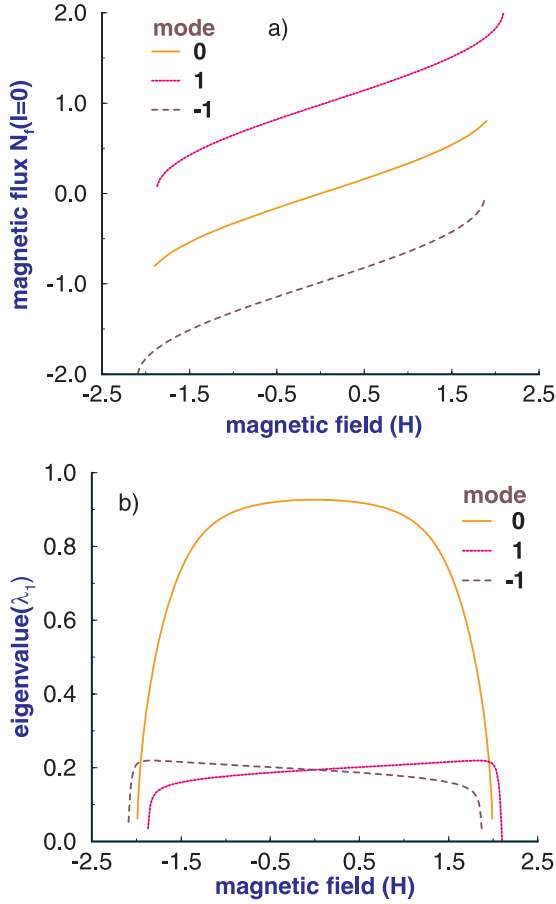 2.0
a)
mode
0
1
-1
1.0
0.0
-1.0
-2.0
magnetic flux N_f(I=0)
-2.5 -1.5 -0.5 0.5 1.5 2.5
magnetic field (H)
1.0
b)
mode
0
1
-1
0.8
0.6
0.4
0.2
0.0
eigenvalue(λ_1)
-2.5 -1.5 -0.5 0.5 1.5 2.5
magnetic field (H)